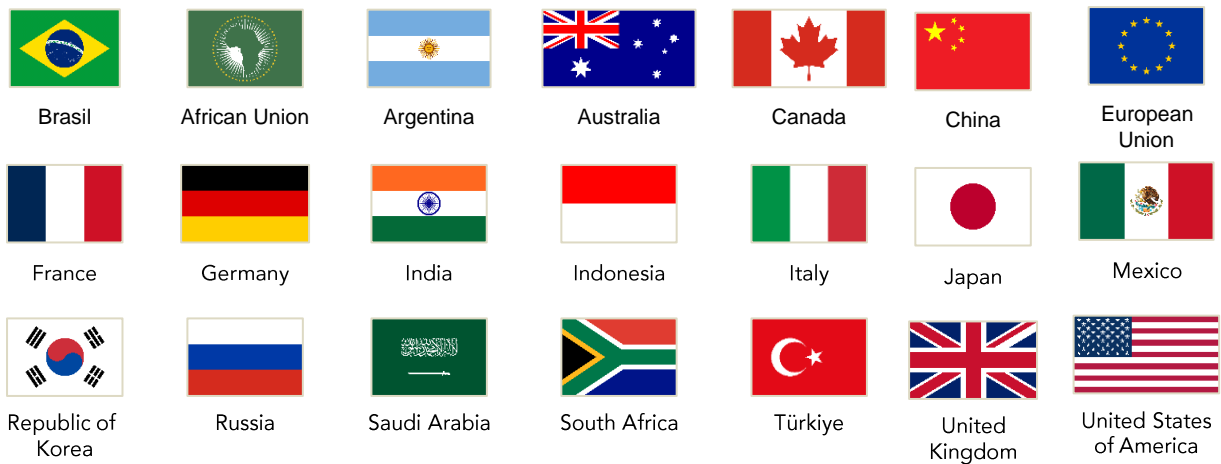 Brasil
African Union
Argentina
Australia
Canada
China
European
Union
France
Germany
India
Indonesia
Italy
Japan
Mexico
Republic of
Korea
Russia
Saudi Arabia
South Africa
Türkiye
United
Kingdom
United States
of America